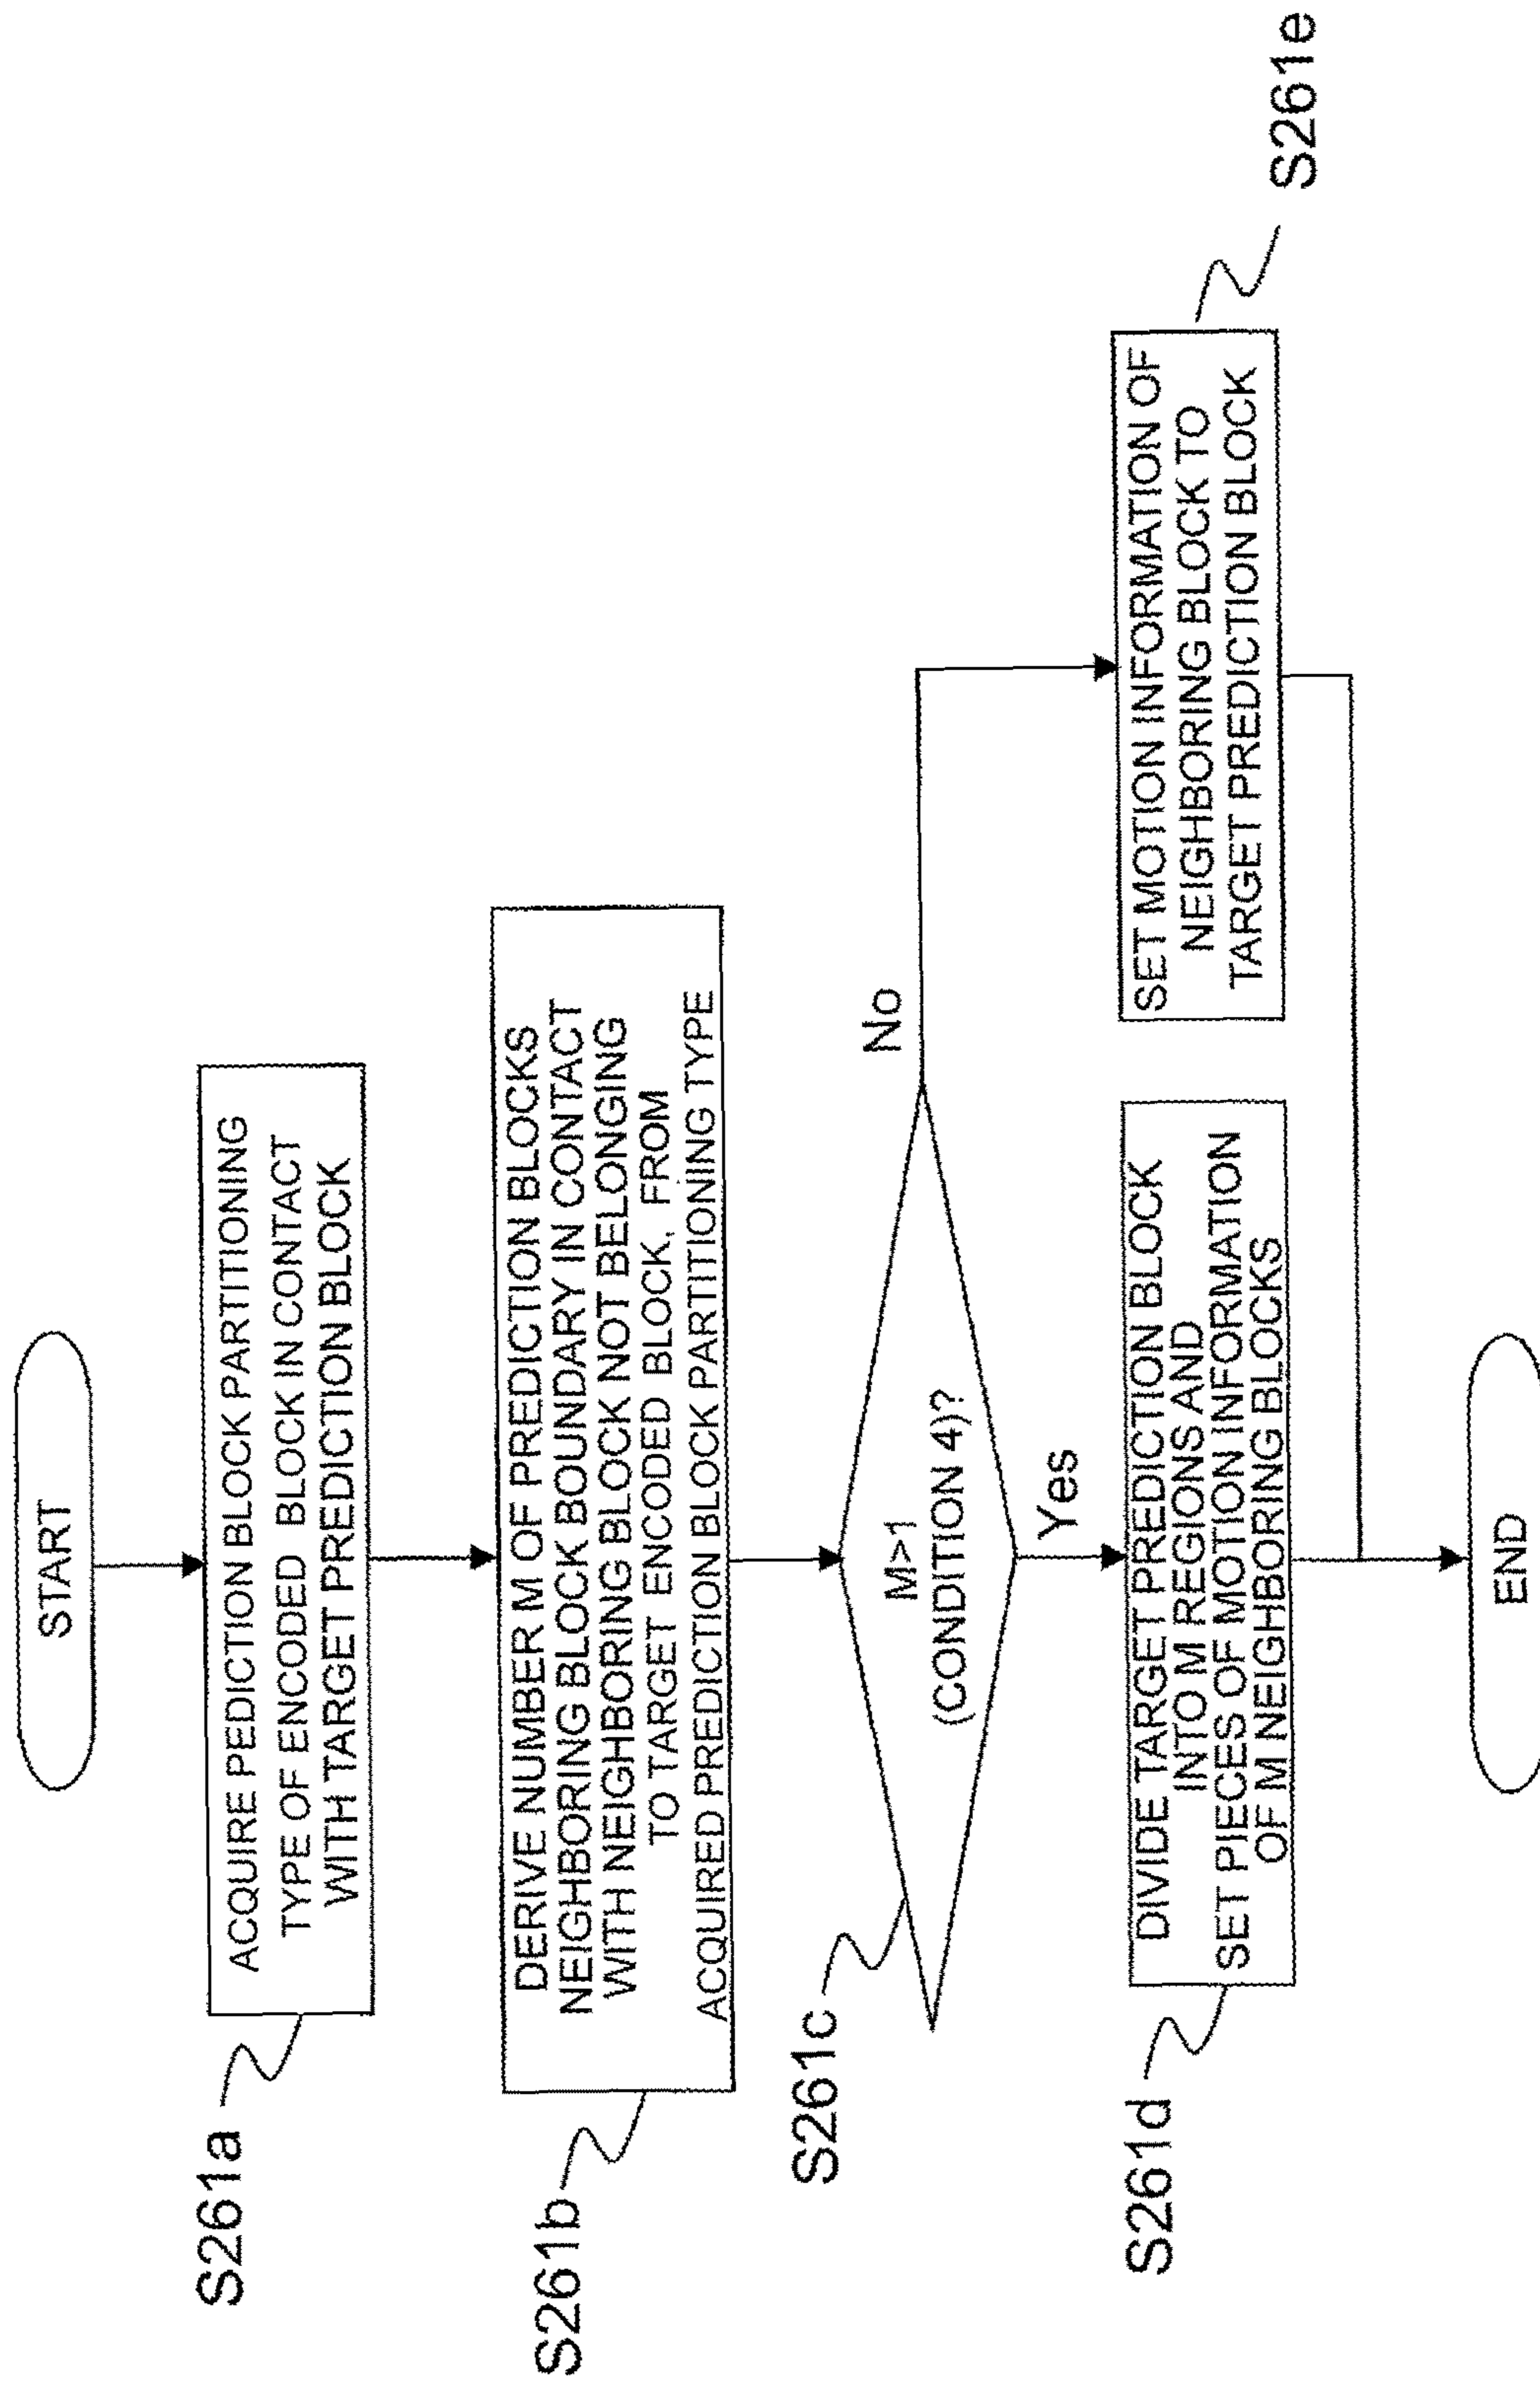 START
S261a
ACQUIRE PEDICTION BLOCK PARTITIONING
TYPE OF ENCODED BLOCK IN CONTACT
WITH TARGET PREDICTION BLOCK
S261b
DERIVE NUMBER M OF PREDICTION BLOCKS
NEIGHBORING BLOCK BOUNDARY IN CONTACT
WITH NEIGHBORING BLOCK NOT BELONGING
TO TARGET ENCODED BLOCK, FROM
ACQUIRED PREDICTION BLOCK PARTITIONING TYPE
S261c
M>1
(CONDITION 4)?
No
Yes
S261d
DIVIDE TARGET PREDICTION BLOCK
INTO M REGIONS AND
SET PIECES OF MOTION INFORMATION
OF M NEIGHBORING BLOCKS
SET MOTION INFORMATION OF
NEIGHBORING BLOCK TO
TARGET PREDICTION BLOCK
S261e
END